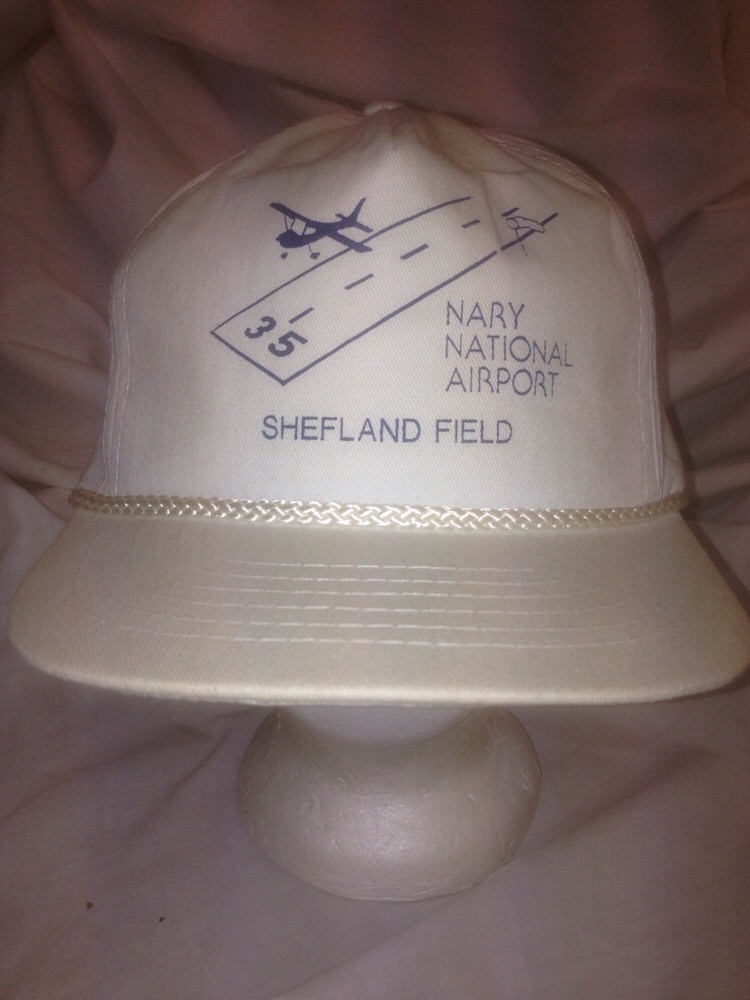 35
NARY
NATIONAL
AIRPORT
SHEFLAND FIELD